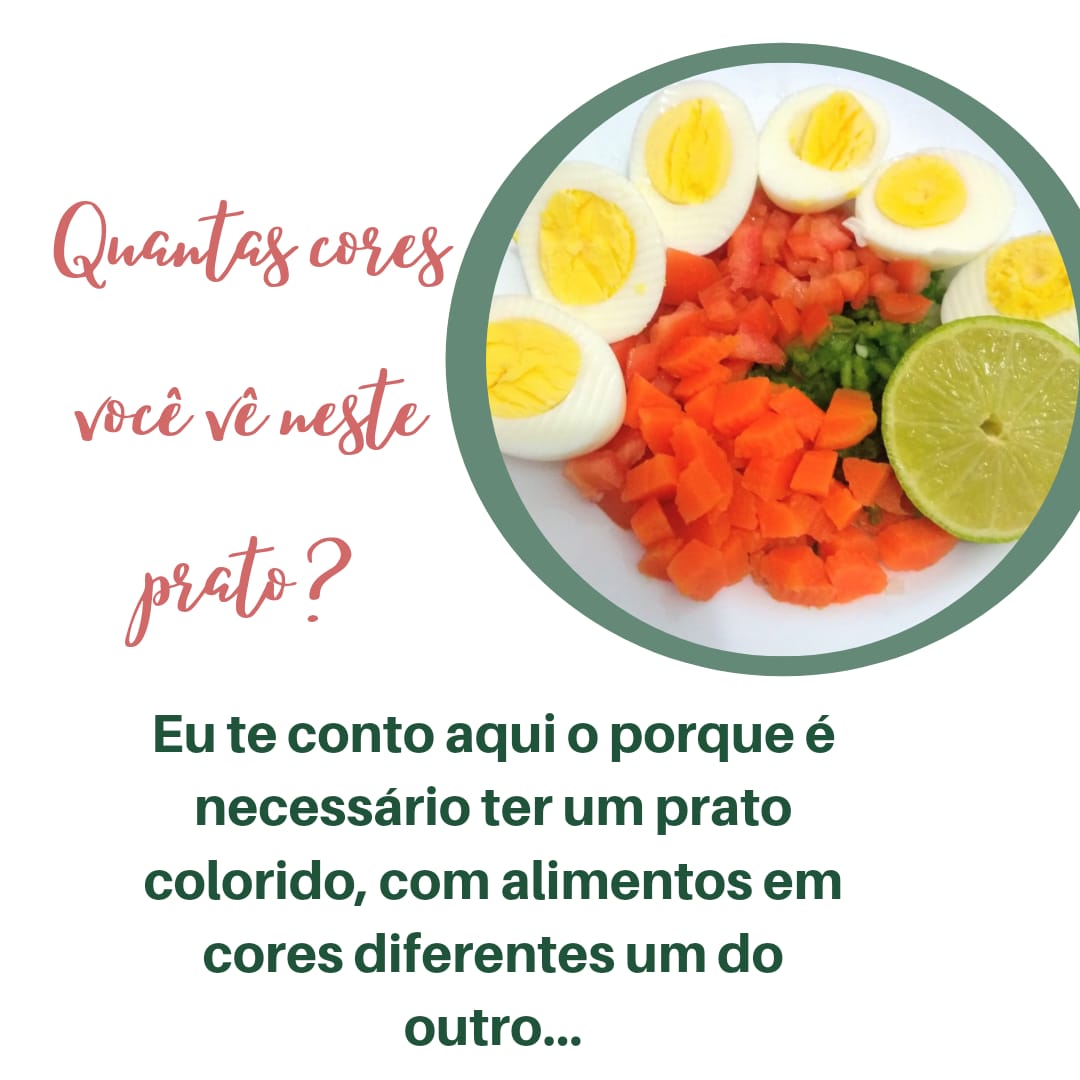 Quantas cores
você vê neste
prato?
Eu te conto aqui o porque é
necessário ter um prato
colorido, com alimentos em
cores diferentes um do
outro...